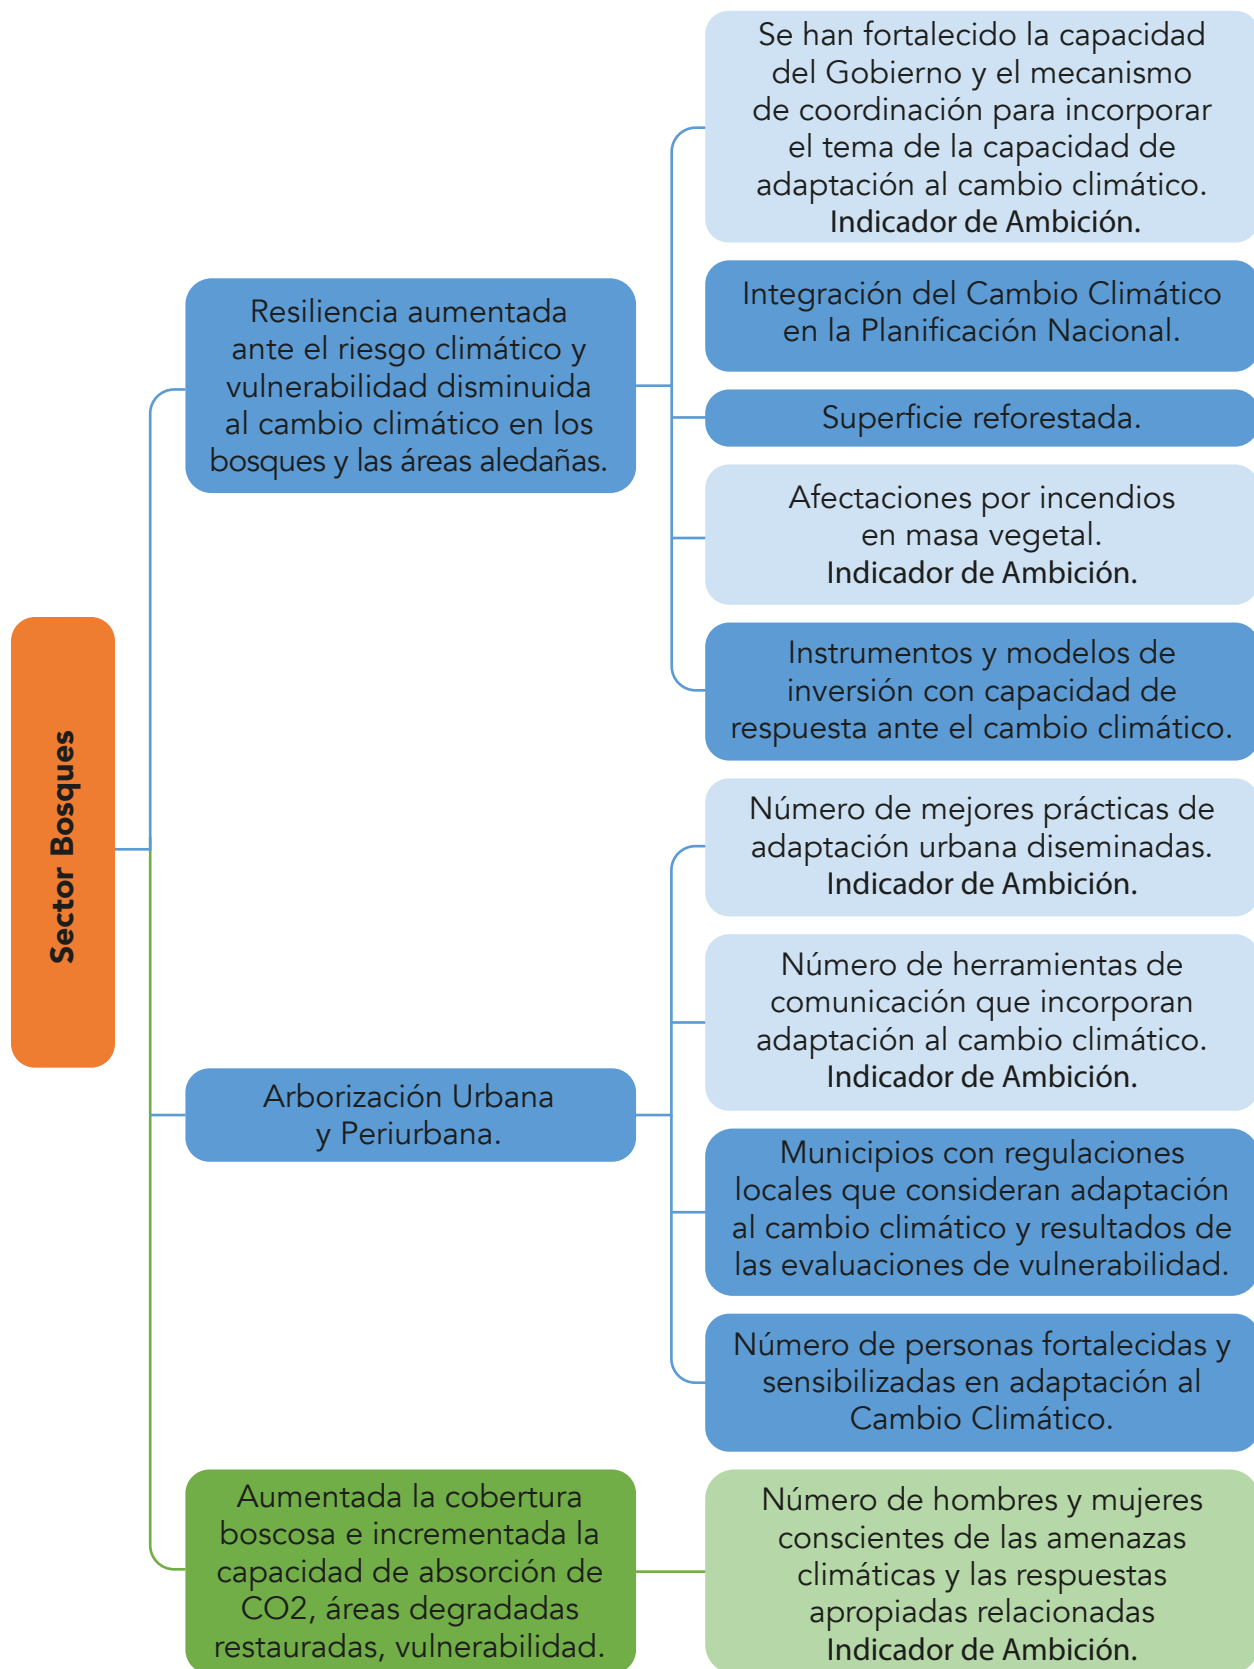 Sector Bosques
Resiliencia aumentada
ante el riesgo climático y
vulnerabilidad disminuida
al cambio climático en los
bosques y las áreas aledañas.
Se han fortalecido la capacidad
del Gobierno y el mecanismo
de coordinación para incorporar
el tema de la capacidad de
adaptación al cambio climático.
Indicador de Ambición.
Integración del Cambio Climático
en la Planificación Nacional.
Superficie reforestada.
Afectaciones por incendios
en masa vegetal.
Indicador de Ambición.
Instrumentos y modelos de
inversión con capacidad de
respuesta ante el cambio climático.
Arborización Urbana
y Periurbana.
Número de mejores prácticas de
adaptación urbana diseminadas.
Indicador de Ambición.
Número de herramientas de
comunicación que incorporan
adaptación al cambio climático.
Indicador de Ambición.
Municipios con regulaciones
locales que consideran adaptación
al cambio climático y resultados de
las evaluaciones de vulnerabilidad.
Número de personas fortalecidas y
sensibilizadas en adaptación al
Cambio Climático.
Aumentada la cobertura
boscosa e incrementada la
capacidad de absorción de
CO2, áreas degradadas
restauradas, vulnerabilidad.
Número de hombres y mujeres
conscientes de las amenazas
climáticas y las respuestas
apropiadas relacionadas
Indicador de Ambición.